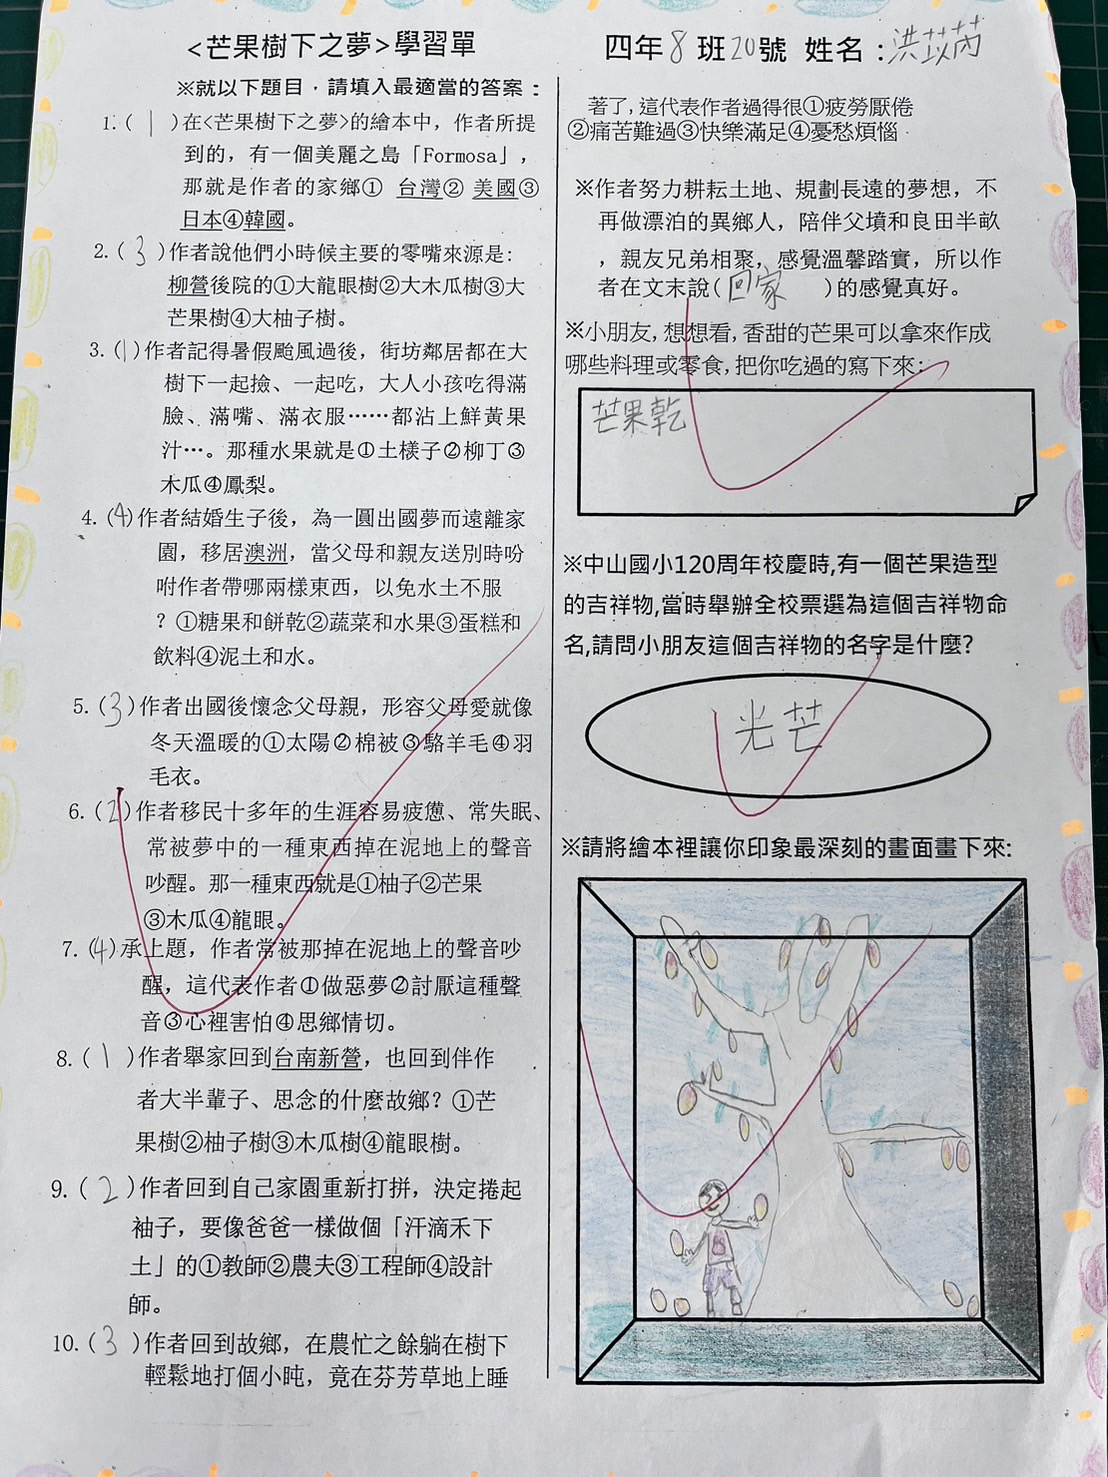 <芒果樹下之夢>學習單
四年8班20號 姓名:洪苡芮
※就以下題目,請填入最適當的答案:
1.(1)在<芒果樹下之夢>的繪本中,作者所提
到的,有一個美麗之島「Formosa」,
那就是作者的家鄉① 台灣② 美國③
日本④韓國。
2.(3)作者說他們小時候主要的零嘴來源是:
柳營後院的①大龍眼樹②大木瓜樹③大
芒果樹④大柚子樹。
3.(1)作者記得暑假颱風過後,街坊鄰居都在大
樹下一起撿、一起吃,大人小孩吃得滿
臉、滿嘴、滿衣服……都沾上鮮黃果
汁…。那種水果就是①土檨子②柳丁③
木瓜④鳳梨。
4.(4)作者結婚生子後,為一圓出國夢而遠離家
園,移居澳洲,當父母和親友送別時吩
咐作者帶哪兩樣東西,以免水土不服
?①糖果和餅乾②蔬菜和水果③蛋糕和
飲料④泥土和水。
5.(3)作者出國後懷念父母親,形容父母愛就像
冬天溫暖的①太陽②棉被③駱羊毛④羽
毛衣。
6.(2)作者移民十多年的生涯容易疲憊、常失眠、
常被夢中的一種東西掉在泥地上的聲音
吵醒。那一種東西就是①柚子②芒果
③木瓜④龍眼。
7.(4)承上題,作者常被那掉在泥地上的聲音吵
醒,這代表作者①做惡夢②討厭這種聲
音③心裡害怕④思鄉情切。
8.(1)作者舉家回到台南新營,也回到伴作
者大半輩子、思念的什麼故鄉?①芒
果樹②柚子樹③木瓜樹④龍眼樹。
9.(2)作者回到自己家園重新打拼,決定捲起
袖子,要像爸爸一樣做個「汗滴禾下
土」的①教師②農夫③工程師④設計
師。
10.(3)作者回到故鄉,在農忙之餘躺在樹下
輕鬆地打個小盹,竟在芬芳草地上睡
著了,這代表作者過得很①疲勞厭倦
②痛苦難過③快樂滿足④憂愁煩惱
※作者努力耕耘土地、規劃長遠的夢想,不
再做漂泊的異鄉人,陪伴父墳和良田半畝
,親友兄弟相聚,感覺溫馨踏實,所以作
者在文末說(回家)的感覺真好。
※小朋友,想想看,香甜的芒果可以拿來作成
哪些料理或零食,把你吃過的寫下來:
芒果乾
※中山國小120周年校慶時,有一個芒果造型
的吉祥物,當時舉辦全校票選為這個吉祥物命
名,請問小朋友這個吉祥物的名字是什麼?
光芒
※請將繪本裡讓你印象最深刻的畫面畫下來: